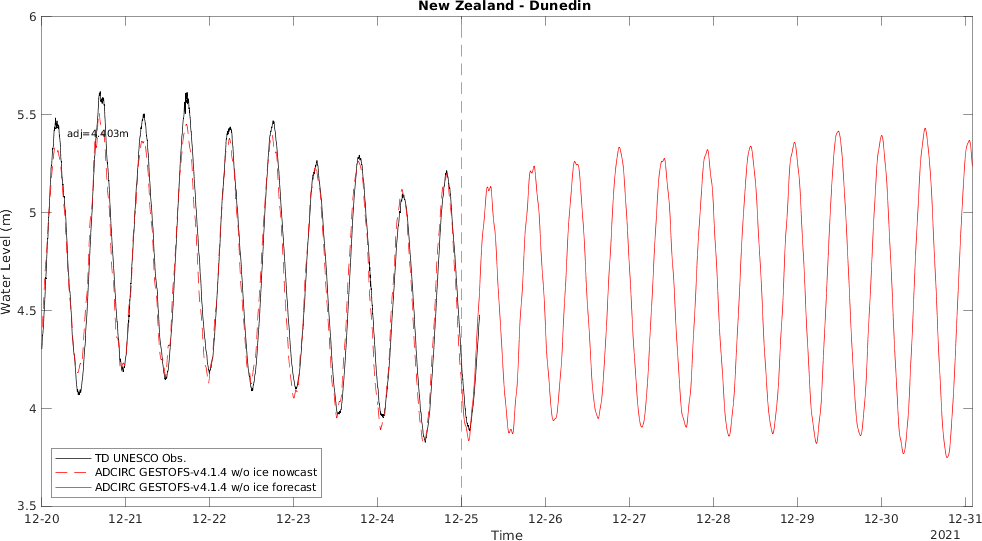 New Zealand - Dunedin
6
5.5
5
4.5
4
3.5
Water Level (m)
adj=4.403m
TD UNESCO Obs.
ADCIRC GESTOFS-v4.1.4 w/o ice nowcast
ADCIRC GESTOFS-v4.1.4 w/o ice forecast
12-20 12-21 12-22 12-23 12-24 12-25 12-26 12-27 12-28 12-29 12-30 12-31
Time
2021